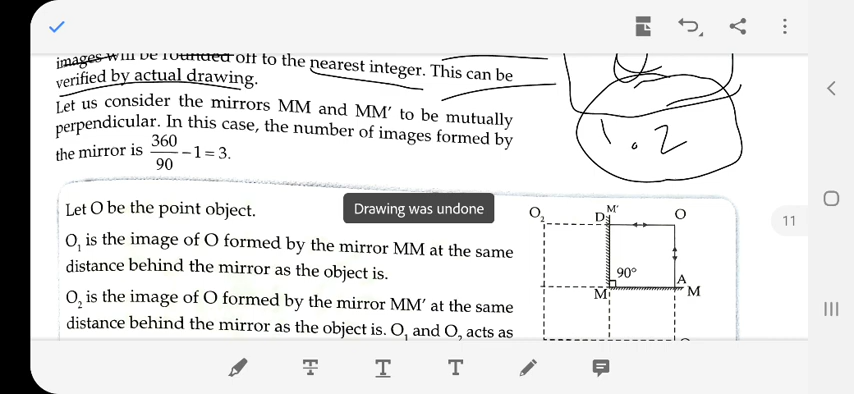 images will be rounded off to the nearest integer. This can be
verified by actual drawing.
Let us consider the mirrors MM and MM′ to be mutually
perpendicular. In this case, the number of images formed by
the mirror is 360/90 − 1 = 3.
1.2
Let O be the point object.
O₁ is the image of O formed by the mirror MM at the same
distance behind the mirror as the object is.
O₂ is the image of O formed by the mirror MM′ at the same
distance behind the mirror as the object is. O₁ and O₂ acts as
Drawing was undone
O₂
D
M′
O
90°
A
M
M
11